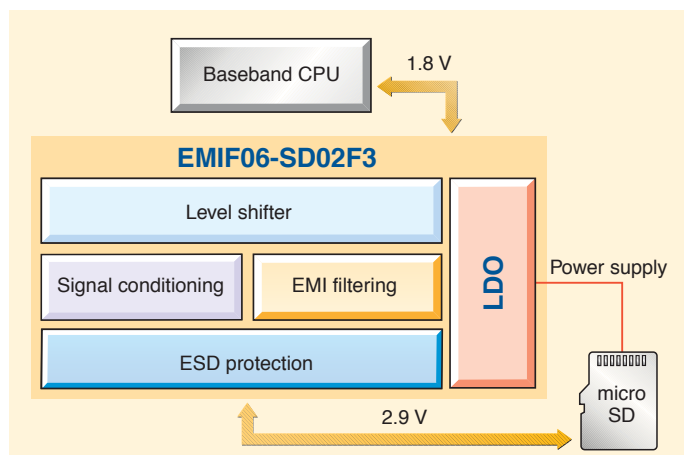 Baseband CPU
1.8 V
EMIF06-SD02F3
Level shifter
Signal conditioning
EMI filtering
ESD protection
LDO
Power supply
micro
SD
2.9 V